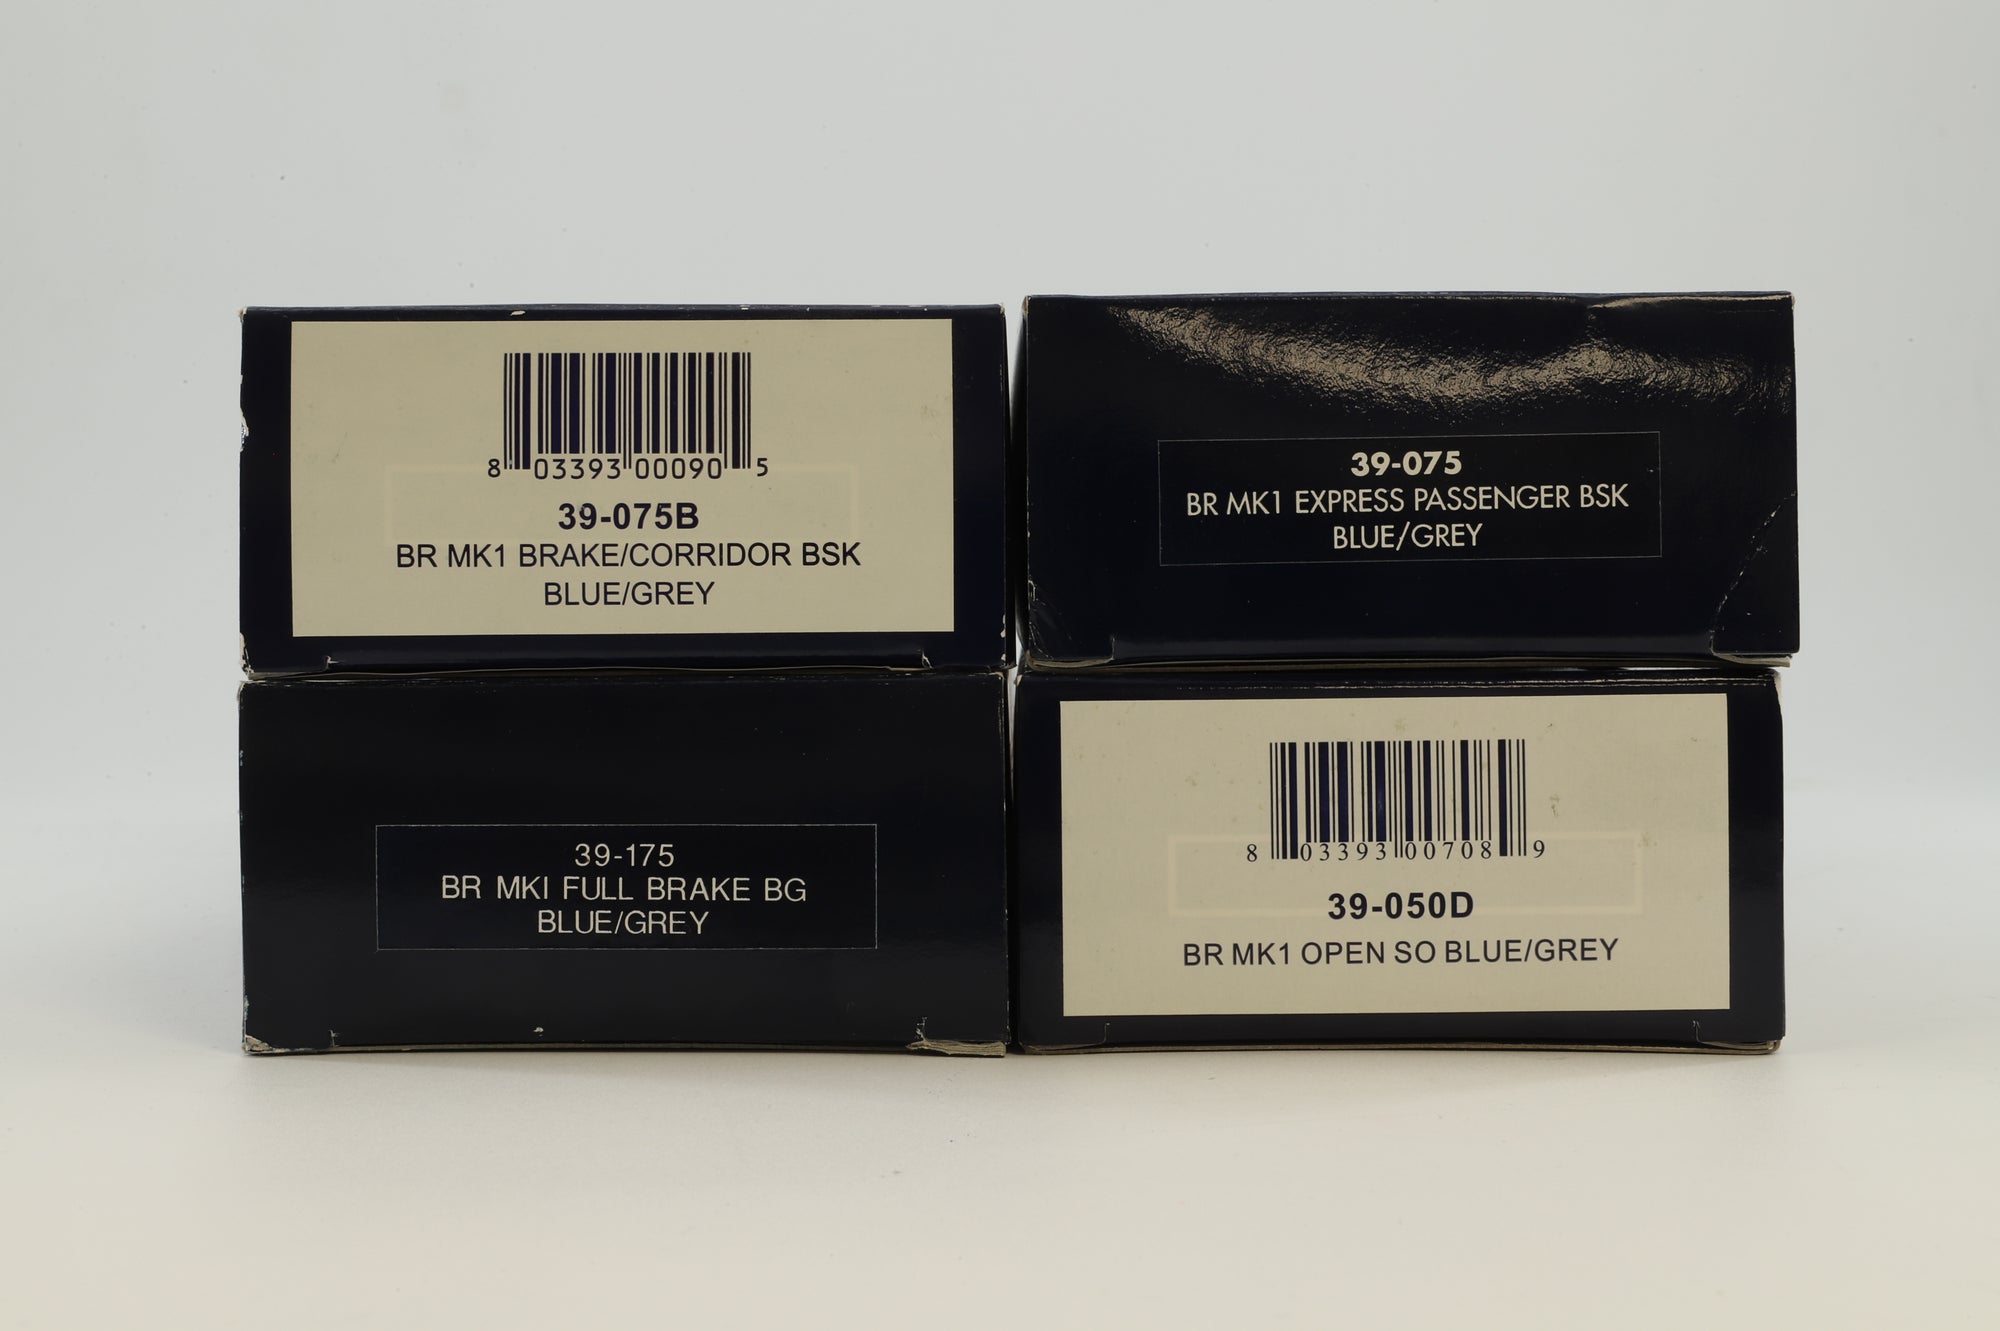 8 03393 00090 5
39-075B
BR MK1 BRAKE/CORRIDOR BSK
BLUE/GREY
39-075
BR MK1 EXPRESS PASSENGER BSK
BLUE/GREY
39-175
BR MKI FULL BRAKE BG
BLUE/GREY
8 03393 00708 9
39-050D
BR MK1 OPEN SO BLUE/GREY